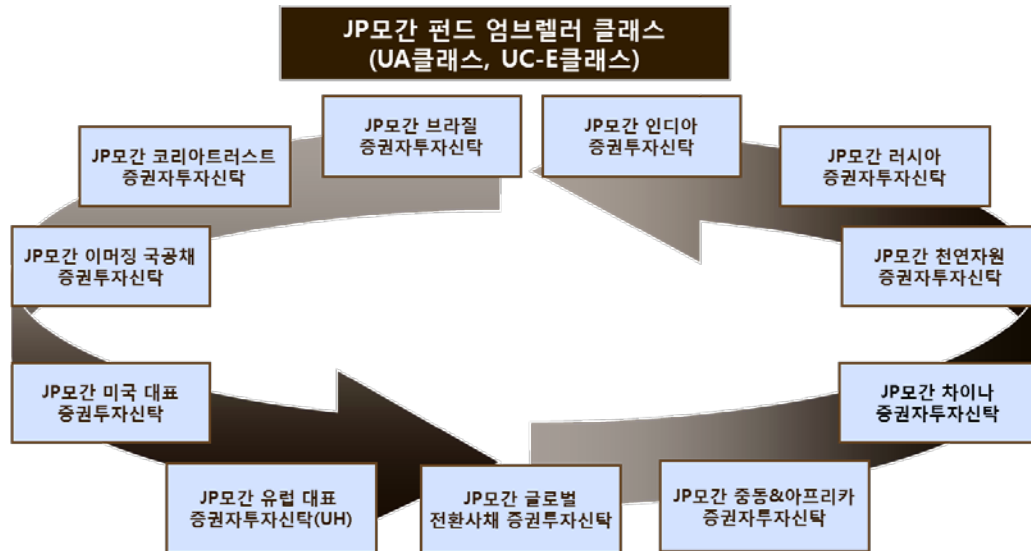 JP모간 펀드 엄브렐러 클래스
(UA클래스, UC-E클래스)
JP모간 브라질
증권자투자신탁
JP모간 인디아
증권자투자신탁
JP모간 코리아트러스트
증권자투자신탁
JP모간 러시아
증권자투자신탁
JP모간 이머징 국공채
증권투자신탁
JP모간 천연자원
증권자투자신탁
JP모간 미국 대표
증권투자신탁
JP모간 차이나
증권자투자신탁
JP모간 유럽 대표
증권자투자신탁(UH)
JP모간 글로벌
전환사채 증권투자신탁
JP모간 중동&아프리카
증권자투자신탁